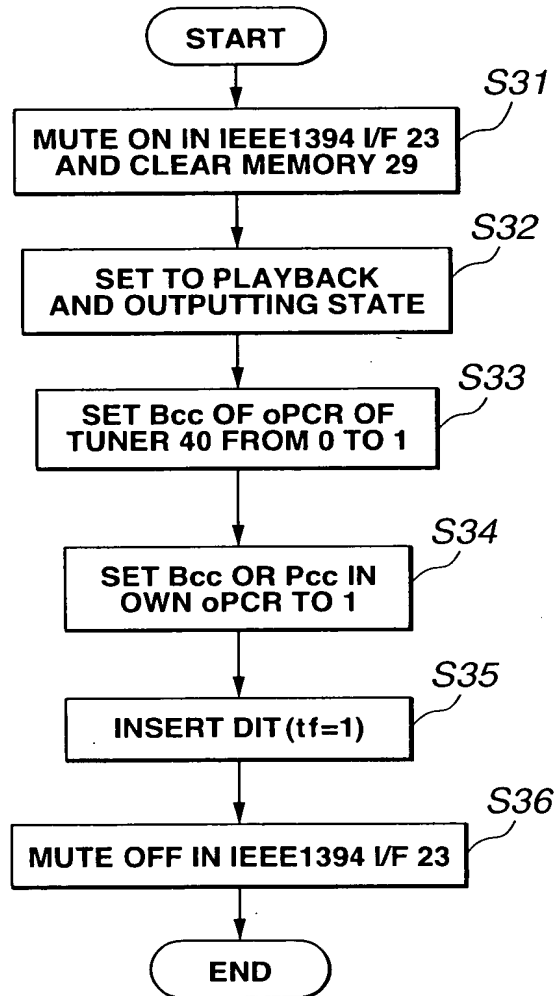 START
S31
MUTE ON IN IEEE1394 I/F 23
AND CLEAR MEMORY 29
S32
SET TO PLAYBACK
AND OUTPUTTING STATE
S33
SET Bcc OF oPCR OF
TUNER 40 FROM 0 TO 1
S34
SET Bcc OR Pcc IN
OWN oPCR TO 1
S35
INSERT DIT (tf=1)
S36
MUTE OFF IN IEEE1394 I/F 23
END